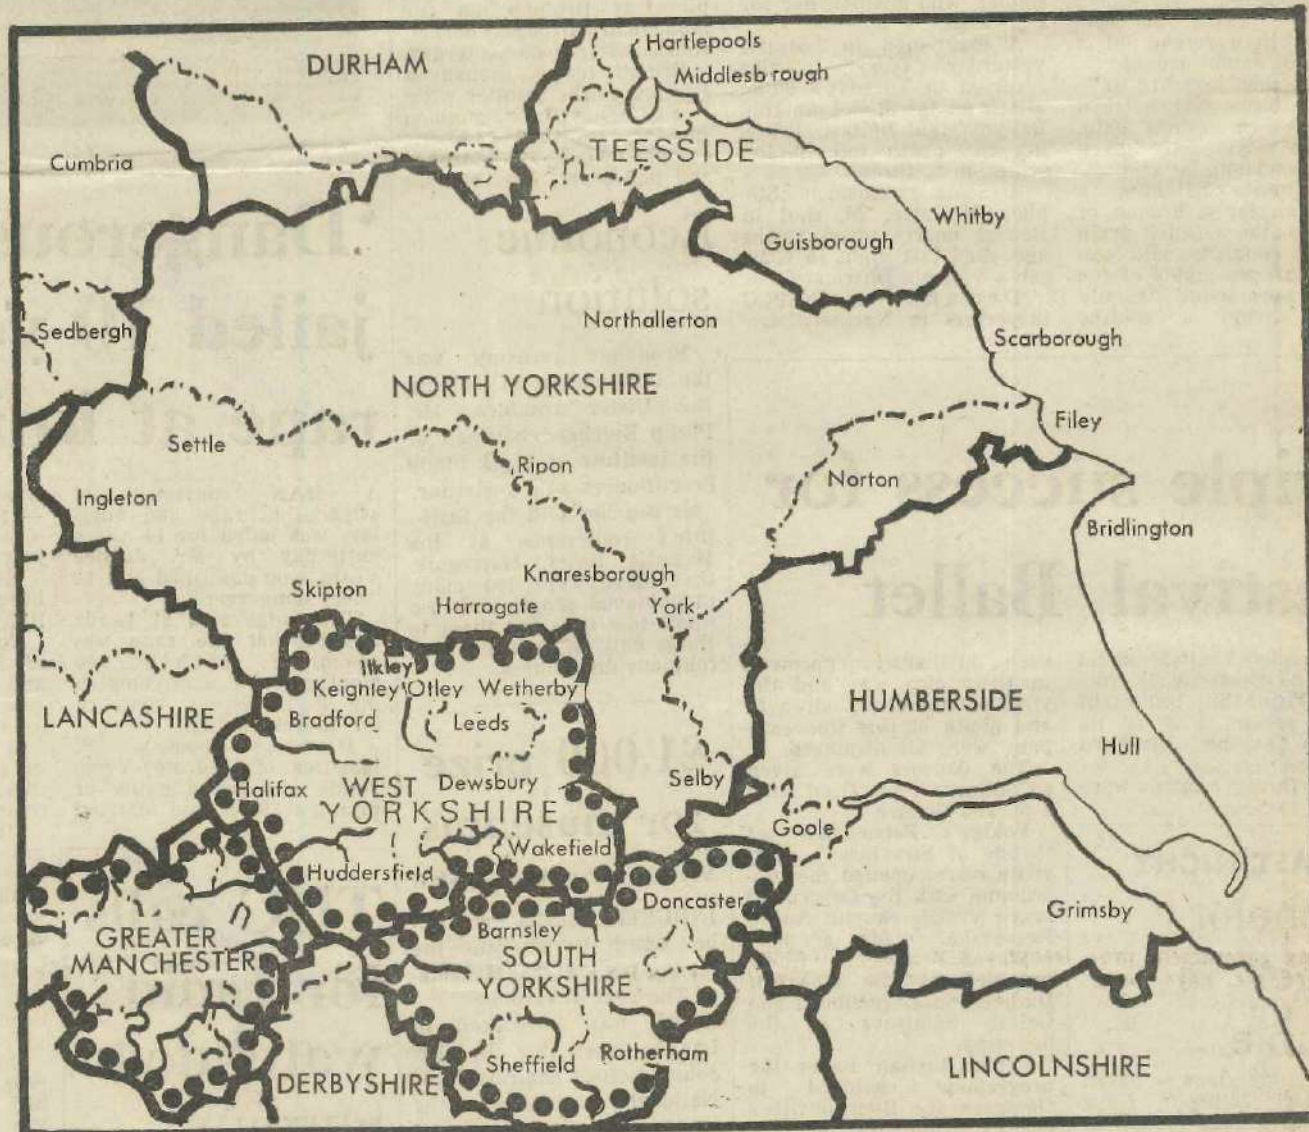 Hartlepools
DURHAM
Middlesbrough
TEESSIDE
Cumbria
Whitby
Guisborough
Northallerton
Sedbergh
Scarborough
NORTH YORKSHIRE
Filey
Settle
Ripon
Norton
Ingleton
Bridlington
Knaresborough
Skipton
Harrogate
York
Ilkley
Keighley Otley Wetherby
LANCASHIRE
Bradford
Leeds
HUMBERSIDE
Hull
Selby
Halifax
WEST
Dewsbury
YORKSHIRE
Goole
Wakefield
Huddersfield
Doncaster
Grimsby
Barnsley
GREATER
MANCHESTER
SOUTH
YORKSHIRE
Sheffield
Rotherham
DERBYSHIRE
LINCOLNSHIRE